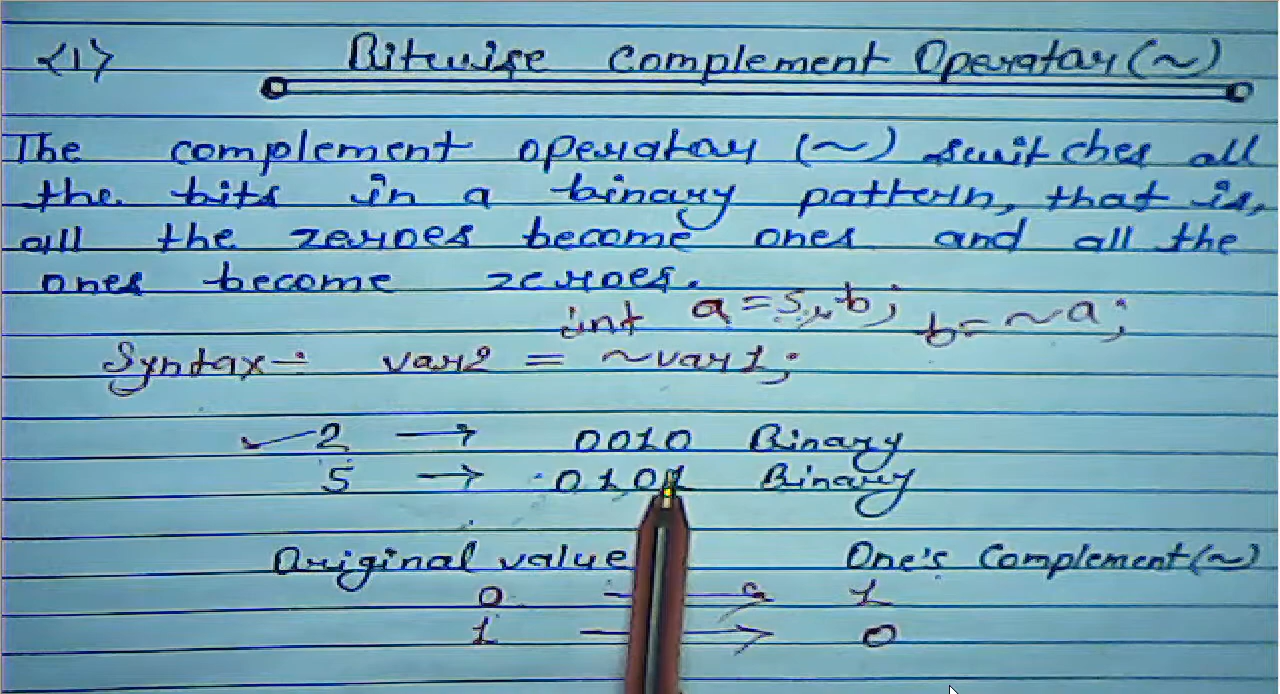 <1> Bitwise Complement Operator (~)
The complement operator (~) switches all
the bits in a binary pattern, that is,
all the zeroes become ones and all the
ones become zeroes.
int a=5, b; b=~a;
Syntax:- var2 = ~var1;
2 → 0010 Binary
5 → 0101 Binary
Original value One's Complement(~)
0 → 1
1 → 0